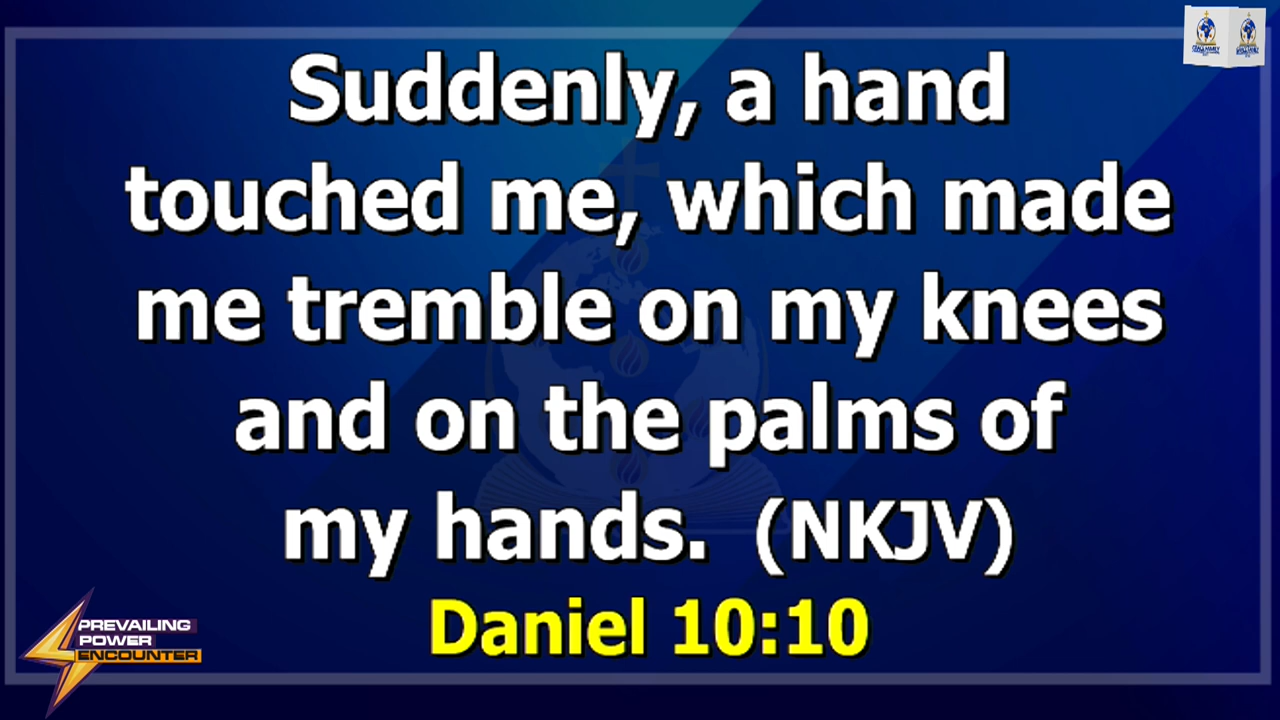 Suddenly, a hand
touched me, which made
me tremble on my knees
and on the palms of
my hands.  (NKJV)
Daniel 10:10
PREVAILING
POWER
ENCOUNTER